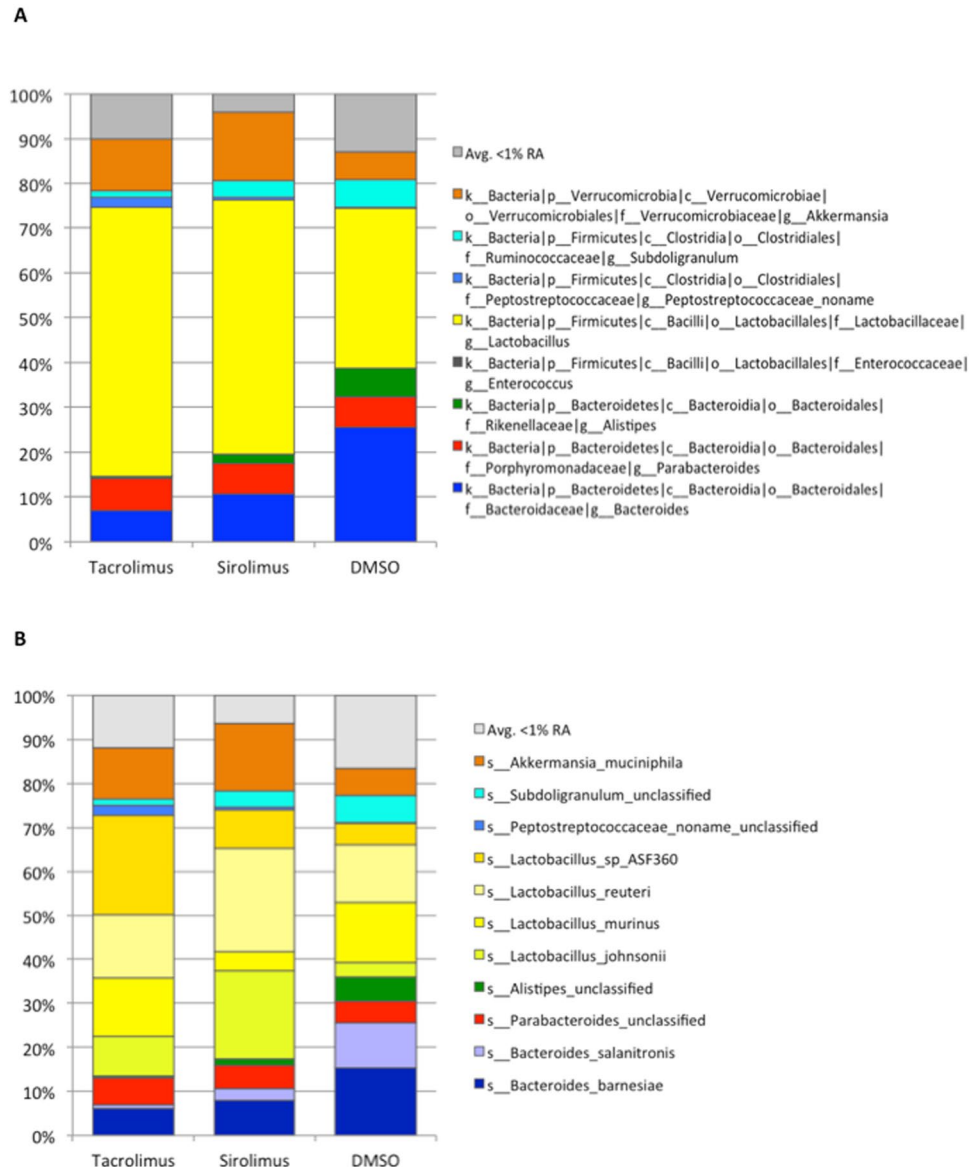 A
100%
90%
80%
70%
60%
50%
40%
30%
20%
10%
0%
Tacrolimus Sirolimus DMSO
Avg. <1% RA
k__Bacteria|p__Verrucomicrobia|c__Verrucomicrobiae|
o__Verrucomicrobiales|f__Verrucomicrobiaceae|g__Akkermansia
k__Bacteria|p__Firmicutes|c__Clostridia|o__Clostridiales|
f__Ruminococcaceae|g__Subdoligranulum
k__Bacteria|p__Firmicutes|c__Clostridia|o__Clostridiales|
f__Peptostreptococcaceae|g__Peptostreptococcaceae_noname
k__Bacteria|p__Firmicutes|c__Bacilli|o__Lactobacillales|f__Lactobacillaceae|
g__Lactobacillus
k__Bacteria|p__Firmicutes|c__Bacilli|o__Lactobacillales|f__Enterococcaceae|
g__Enterococcus
k__Bacteria|p__Bacteroidetes|c__Bacteroidia|o__Bacteroidales|
f__Rikenellaceae|g__Alistipes
k__Bacteria|p__Bacteroidetes|c__Bacteroidia|o__Bacteroidales|
f__Porphyromonadaceae|g__Parabacteroides
k__Bacteria|p__Bacteroidetes|c__Bacteroidia|o__Bacteroidales|
f__Bacteroidaceae|g__Bacteroides
B
100%
90%
80%
70%
60%
50%
40%
30%
20%
10%
0%
Tacrolimus Sirolimus DMSO
Avg. <1% RA
s__Akkermansia_muciniphila
s__Subdoligranulum_unclassified
s__Peptostreptococcaceae_noname_unclassified
s__Lactobacillus_sp_ASF360
s__Lactobacillus_reuteri
s__Lactobacillus_murinus
s__Lactobacillus_johnsonii
s__Alistipes_unclassified
s__Parabacteroides_unclassified
s__Bacteroides_salanitronis
s__Bacteroides_barnesiae